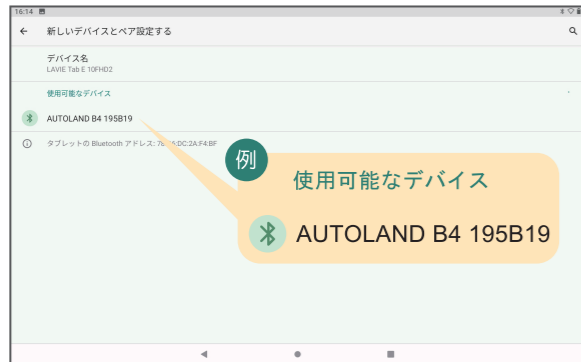 16:14
新しいデバイスとペア設定する
デバイス名
LAVIE Tab E 10FHD2
使用可能なデバイス
AUTOLAND B4 195B19
タブレットの Bluetooth アドレス: DC:2A:F4:BF
例
使用可能なデバイス
AUTOLAND B4 195B19